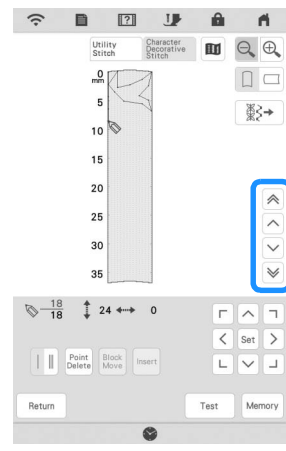 [?]
Utility
Stitch
Character
Decorative
Stitch
0
mm
5
10
15
20
25
30
35
18
18
24
0
Point
Delete
Block
Move
Insert
Set
Return
Test
Memory